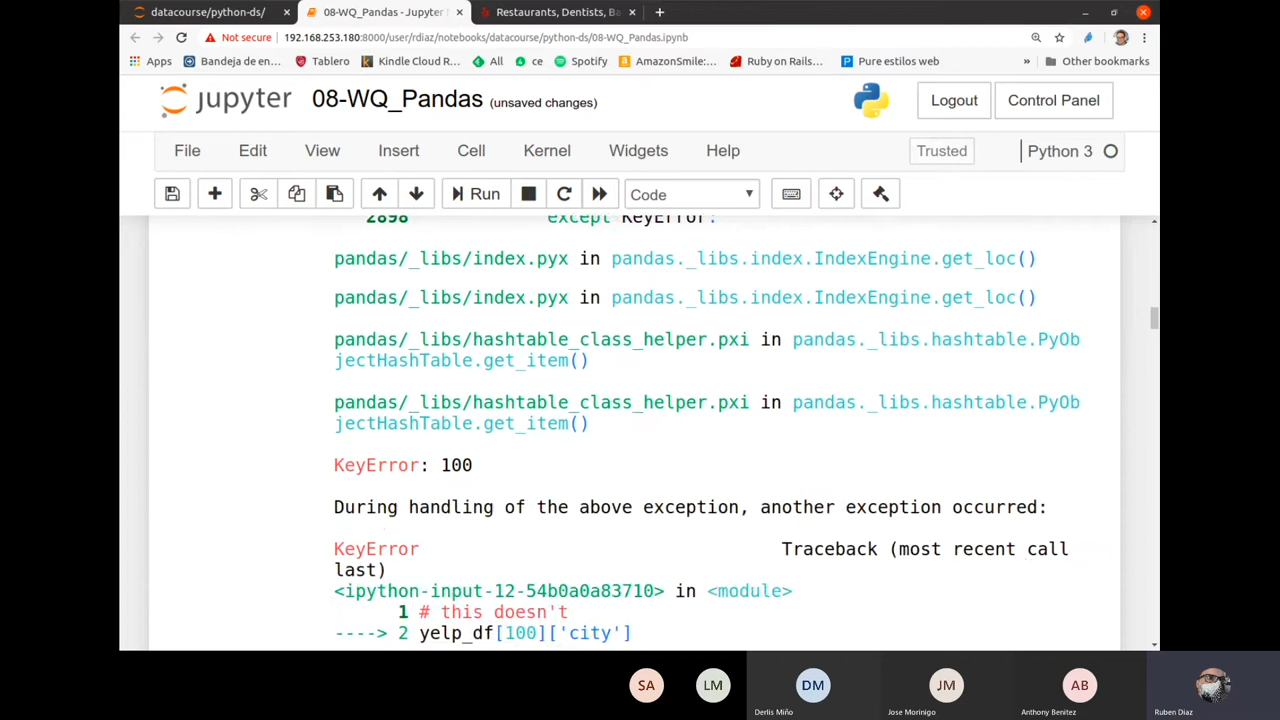 datacourse/python-ds/
08-WQ_Pandas - Jupyter N
Restaurants, Dentists, Ba
Not secure
192.168.253.180:8000/user/rdiaz/notebooks/datacourse/python-ds/08-WQ_Pandas.ipynb
Apps
Bandeja de en...
Tablero
Kindle Cloud R...
All
ce
Spotify
AmazonSmile:...
Ruby on Rails...
Pure estilos web
»
Other bookmarks
jupyter
08-WQ_Pandas
(unsaved changes)
Logout
Control Panel
File
Edit
View
Insert
Cell
Kernel
Widgets
Help
Trusted
Python 3
Run
Code
2898 except KeyError:
pandas/_libs/index.pyx in pandas._libs.index.IndexEngine.get_loc()
pandas/_libs/index.pyx in pandas._libs.index.IndexEngine.get_loc()
pandas/_libs/hashtable_class_helper.pxi in pandas._libs.hashtable.PyOb
jectHashTable.get_item()
pandas/_libs/hashtable_class_helper.pxi in pandas._libs.hashtable.PyOb
jectHashTable.get_item()
KeyError: 100
During handling of the above exception, another exception occurred:
KeyError Traceback (most recent call
last)
<ipython-input-12-54b0a0a83710> in <module>
1 # this doesn't
----> 2 yelp_df[100]['city']
SA
LM
DM
JM
AB
Derlis Miño
Jose Morinigo
Anthony Benitez
Ruben Diaz